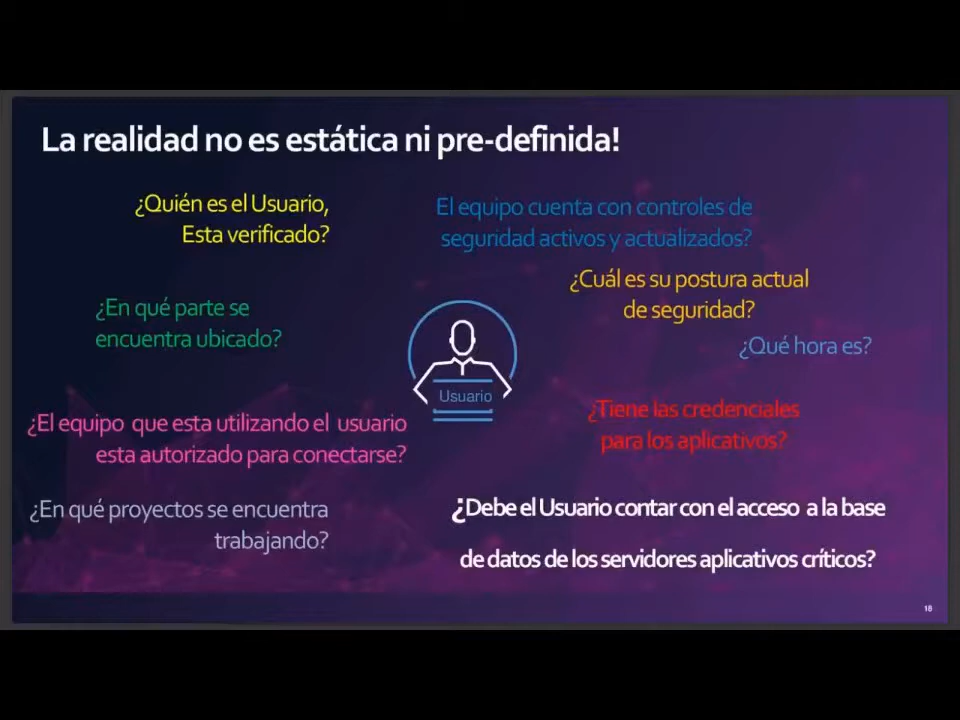 La realidad no es estática ni pre-definida!
¿Quién es el Usuario,
Esta verificado?
El equipo cuenta con controles de
seguridad activos y actualizados?
¿Cuál es su postura actual
de seguridad?
¿En qué parte se
encuentra ubicado?
¿Qué hora es?
Usuario
¿El equipo que esta utilizando el usuario
esta autorizado para conectarse?
¿Tiene las credenciales
para los aplicativos?
¿En qué proyectos se encuentra
trabajando?
¿Debe el Usuario contar con el acceso a la base
de datos de los servidores aplicativos críticos?
18